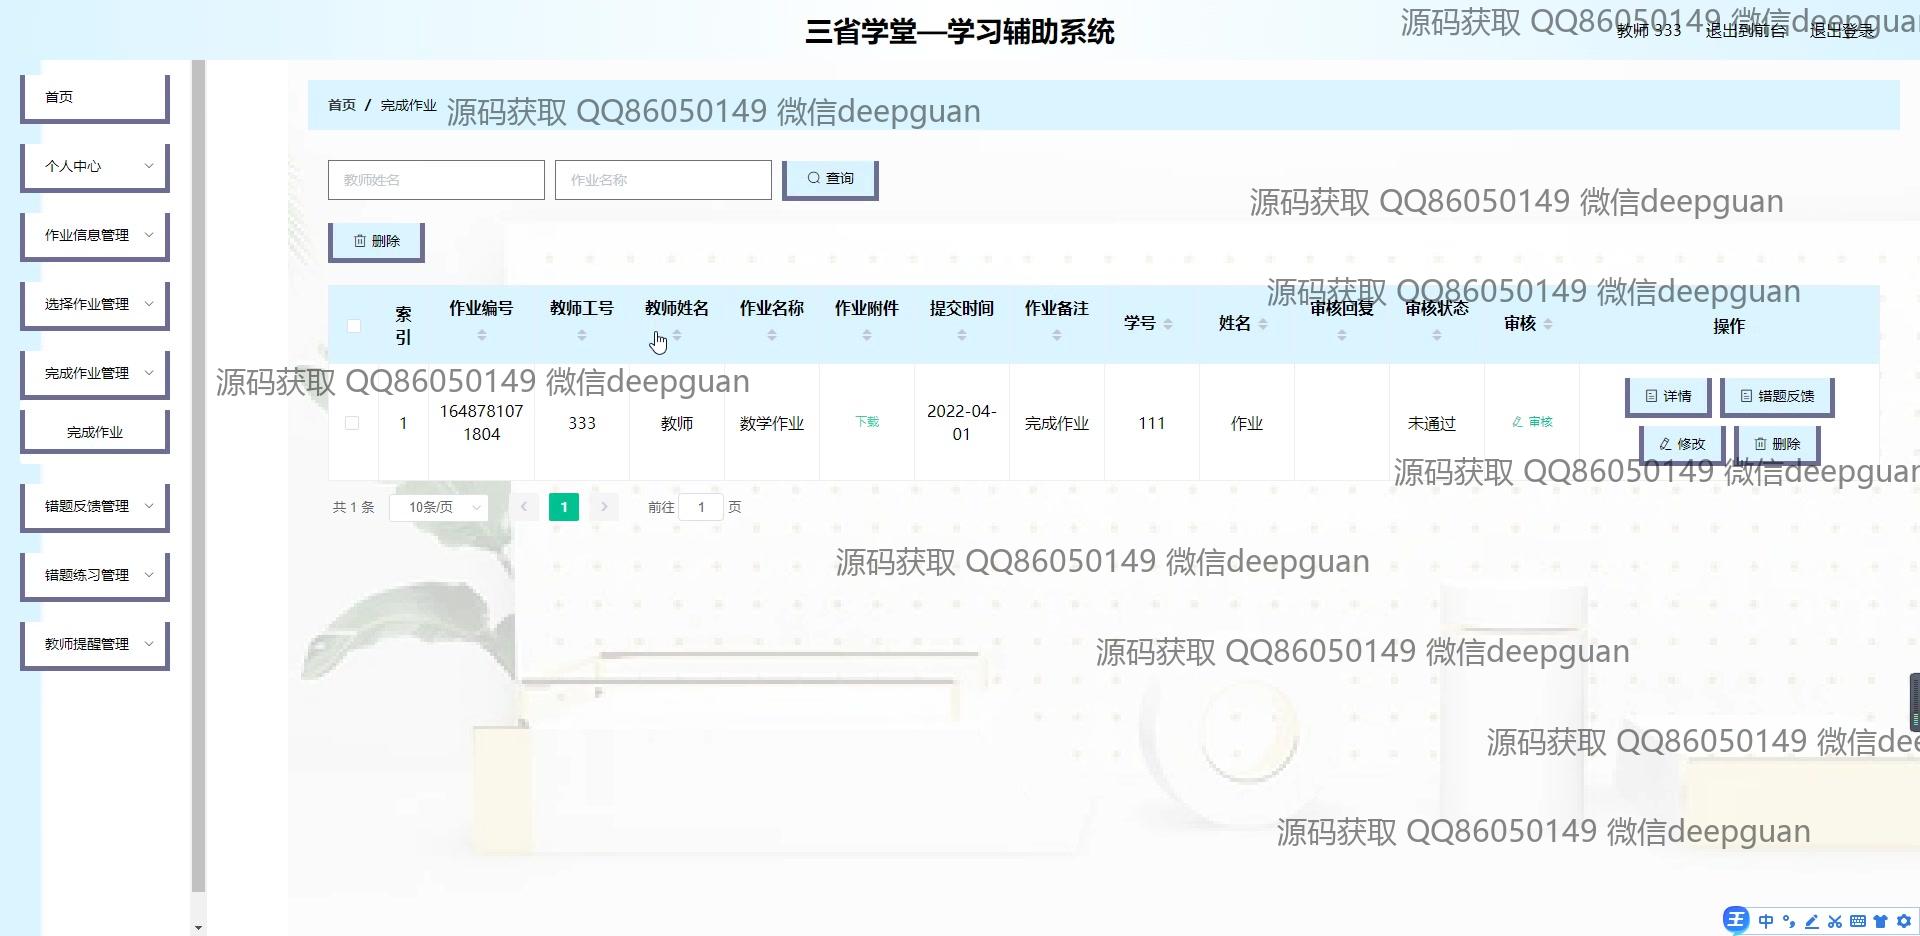 三省学堂—学习辅助系统
源码获取 QQ86050149 微信deepgua
教师 333 退出到前台 退出登录
首页
个人中心
作业信息管理
选择作业管理
完成作业管理
完成作业
错题反馈管理
错题练习管理
教师提醒管理
首页 / 完成作业
源码获取 QQ86050149 微信deepguan
教师姓名 作业名称 查询
源码获取 QQ86050149 微信deepguan
删除
源码获取 QQ86050149 微信deepguan
索引 作业编号 教师工号 教师姓名 作业名称 作业附件 提交时间 作业备注 学号 姓名 审核回复 审核状态 审核 操作
源码获取 QQ86050149 微信deepguan
1 1648781071804 333 教师 数学作业 下载 2022-04-01 完成作业 111 作业 未通过 审核 详情 错题反馈
修改 删除
源码获取 QQ86050149 微信deepguan
共 1 条 10条/页 1 前往 1 页
源码获取 QQ86050149 微信deepguan
源码获取 QQ86050149 微信deepguan
源码获取 QQ86050149 微信dee
源码获取 QQ86050149 微信deepguan
王 中